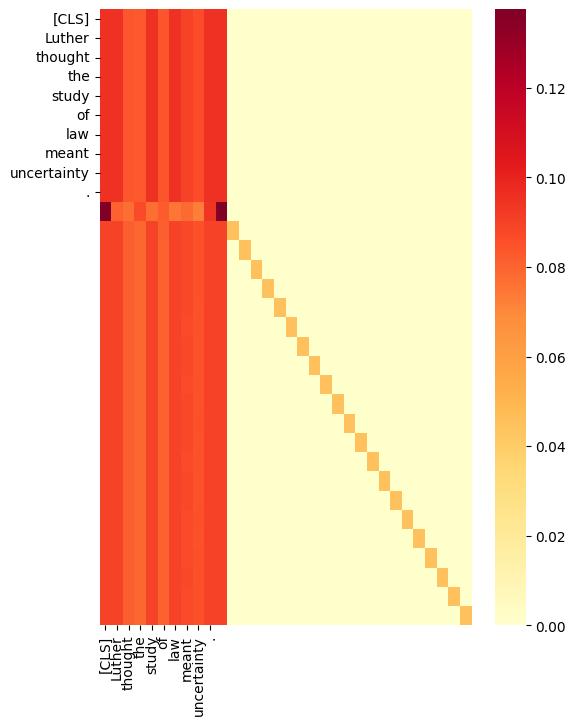 [CLS]
Luther
thought
the
study
of
law
meant
uncertainty
.
0.12
0.10
0.08
0.06
0.04
0.02
0.00
[CLS]
Luther
thought
the
study
of
law
meant
uncertainty
.